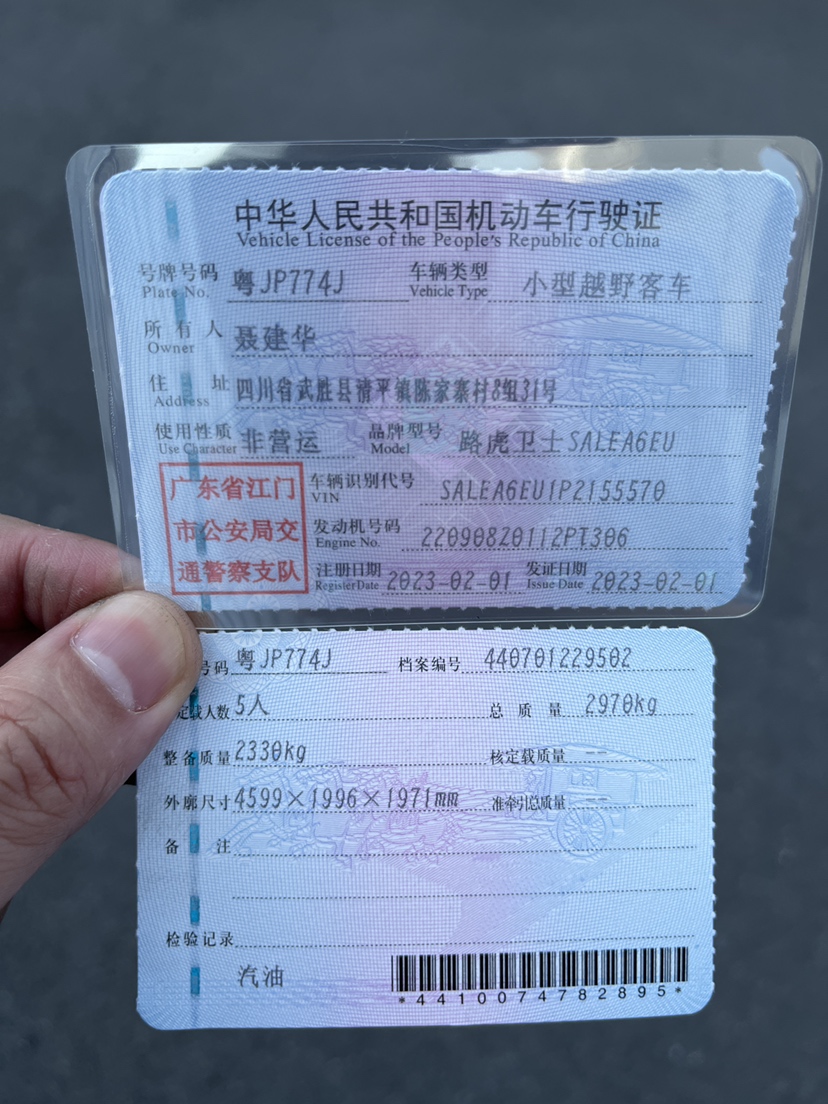 中华人民共和国机动车行驶证
Vehicle License of the People's Republic of China
号牌号码 粤JP774J 车辆类型 小型越野客车
Plate No. Vehicle Type
所有人 聂建华
Owner
住址 四川省武胜县清平镇陈家寨村8组31号
Address
使用性质 非营运 品牌型号 路虎卫士SALEA6EU
Use Character Model
广东省江门
市公安局交
通警察支队
车辆识别代号 SALEA6EU1P2155570
VIN
发动机号码 22090820112PT306
Engine No.
注册日期 2023-02-01 发证日期 2023-02-01
Register Date Issue Date
号码 粤JP774J 档案编号 440701229502
定载人数 5人 总质量 2970kg
整备质量 2330kg 核定载质量 --
外廓尺寸 4599×1996×1971mm 准牵引总质量 --
备注
检验记录
汽油
*4410074782895*